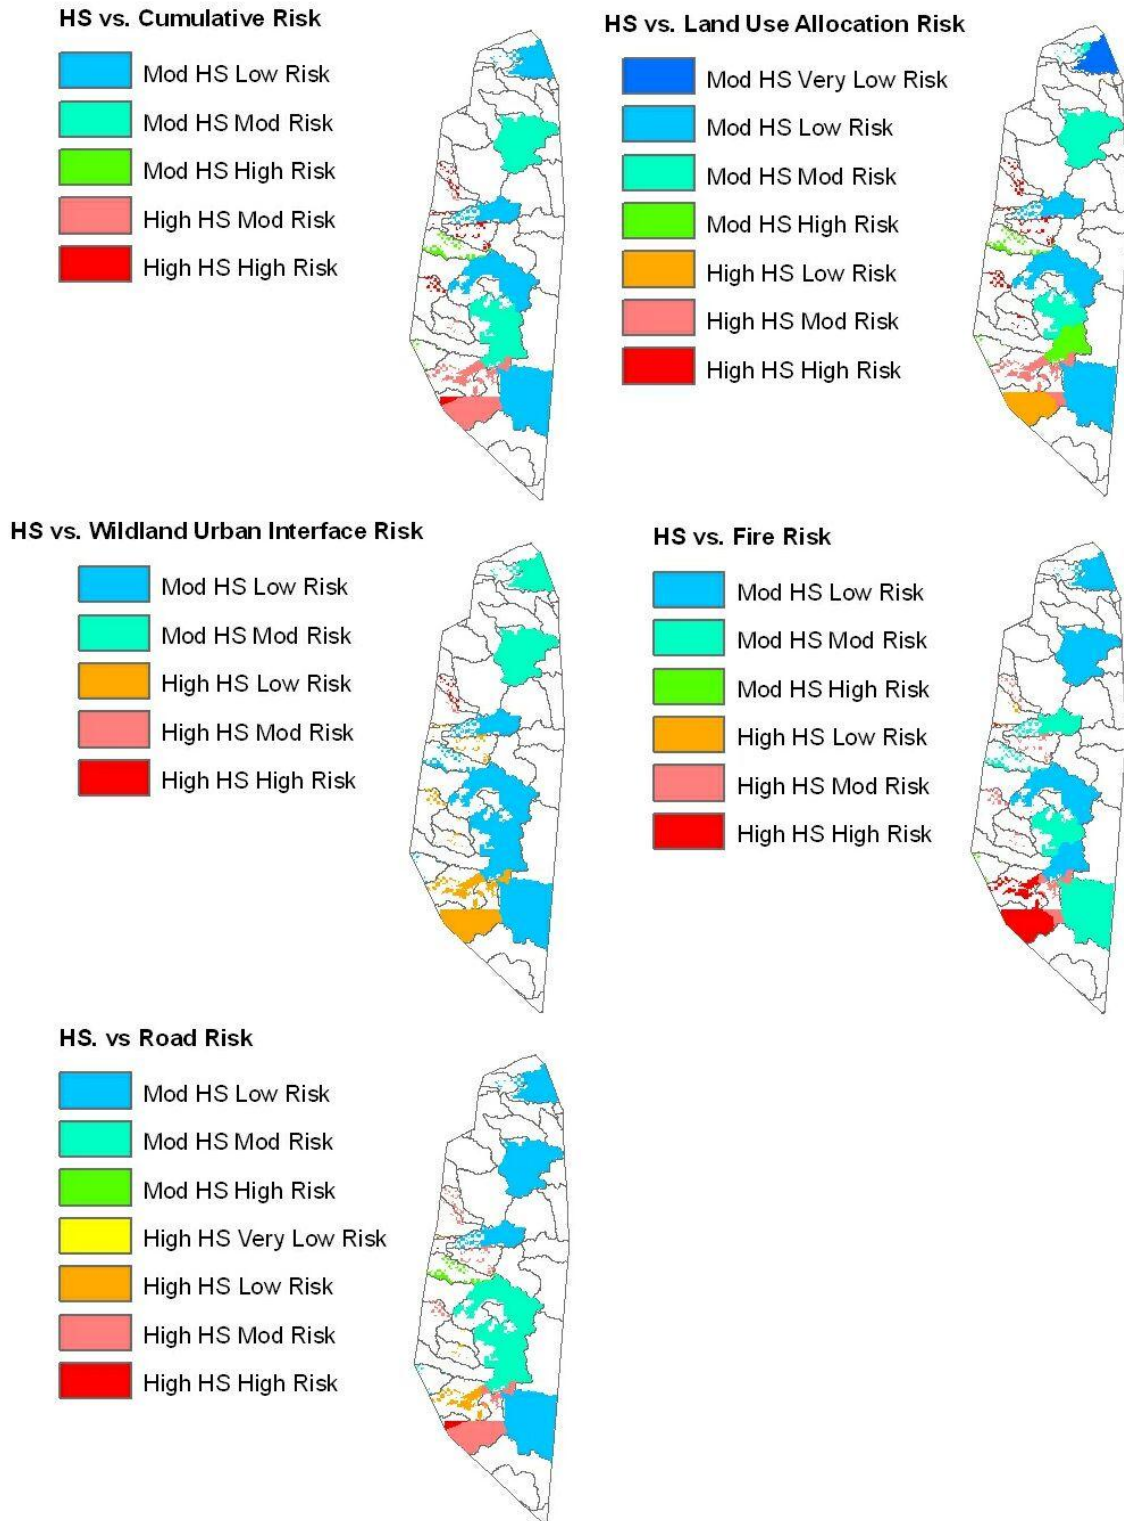 HS vs. Cumulative Risk
Mod HS Low Risk
Mod HS Mod Risk
Mod HS High Risk
High HS Mod Risk
High HS High Risk
HS vs. Land Use Allocation Risk
Mod HS Very Low Risk
Mod HS Low Risk
Mod HS Mod Risk
Mod HS High Risk
High HS Low Risk
High HS Mod Risk
High HS High Risk
HS vs. Wildland Urban Interface Risk
Mod HS Low Risk
Mod HS Mod Risk
High HS Low Risk
High HS Mod Risk
High HS High Risk
HS vs. Fire Risk
Mod HS Low Risk
Mod HS Mod Risk
Mod HS High Risk
High HS Low Risk
High HS Mod Risk
High HS High Risk
HS. vs Road Risk
Mod HS Low Risk
Mod HS Mod Risk
Mod HS High Risk
High HS Very Low Risk
High HS Low Risk
High HS Mod Risk
High HS High Risk